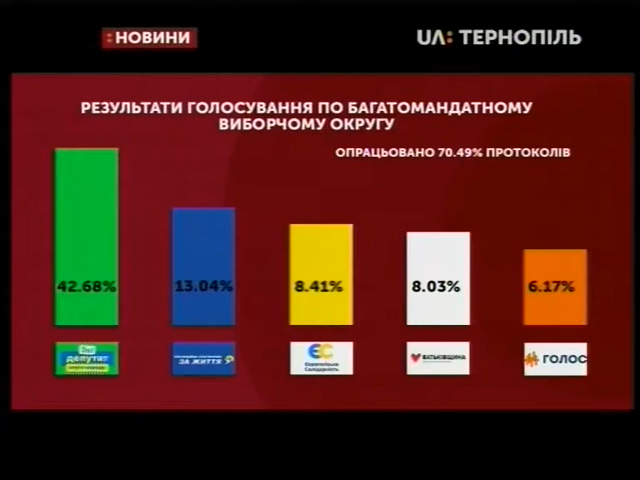 :НОВИНИ
UA: ТЕРНОПІЛЬ
РЕЗУЛЬТАТИ ГОЛОСУВАННЯ ПО БАГАТОМАНДАТНОМУ
ВИБОРЧОМУ ОКРУГУ
ОПРАЦЬОВАНО 70.49% ПРОТОКОЛІВ
42.68%
13.04%
8.41%
8.03%
6.17%
депутат
ЗА ЖИТТЯ
ЄС
Європейська
Солідарність
БАТЬКІВЩИНА
ГОЛОС